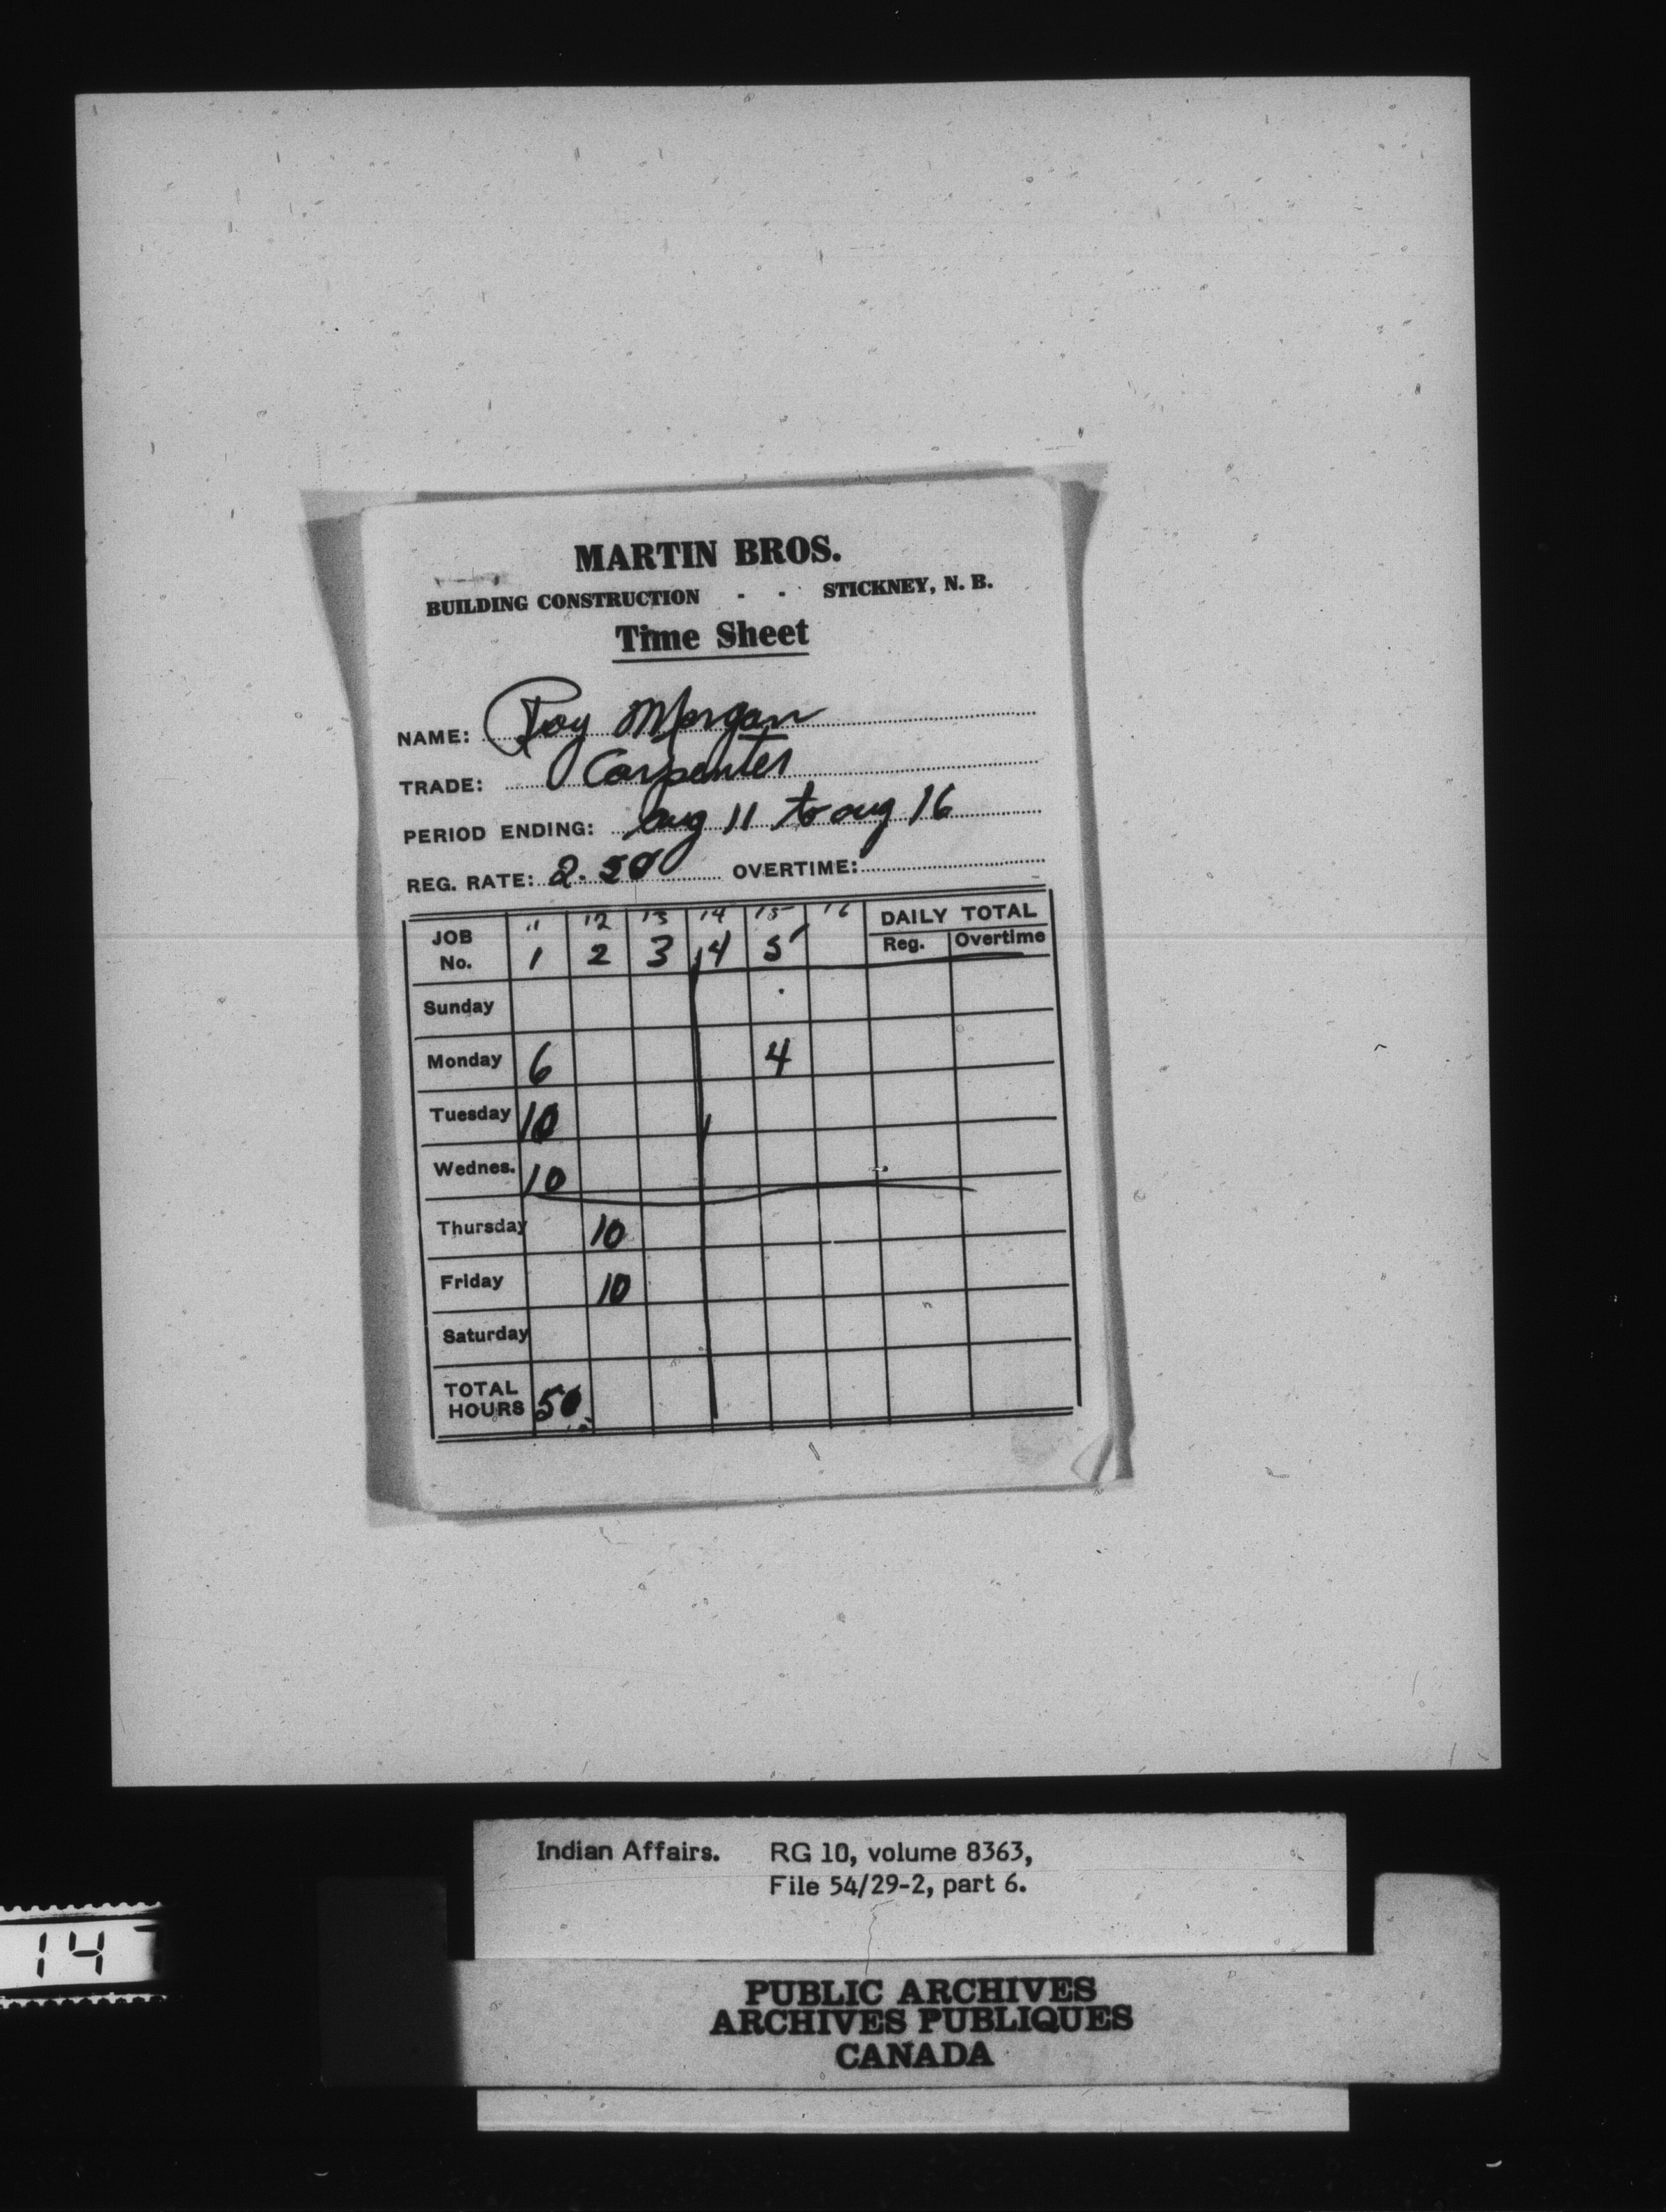 MARTIN BROS.
BUILDING CONSTRUCTION - - STICKNEY, N. B.
Time Sheet
NAME: Roy Morgan
TRADE: Carpenter
PERIOD ENDING: Aug 11 to aug 16
REG. RATE: 2.50 OVERTIME:
11 12 13 14 15 16 DAILY TOTAL
JOB No. 1 2 3 4 5 Reg. Overtime
Sunday
Monday 6 4
Tuesday 10
Wednes. 10
Thursday 10
Friday 10
Saturday
TOTAL HOURS 50
Indian Affairs. RG 10, volume 8363,
File 54/29-2, part 6.
14
PUBLIC ARCHIVES
ARCHIVES PUBLIQUES
CANADA